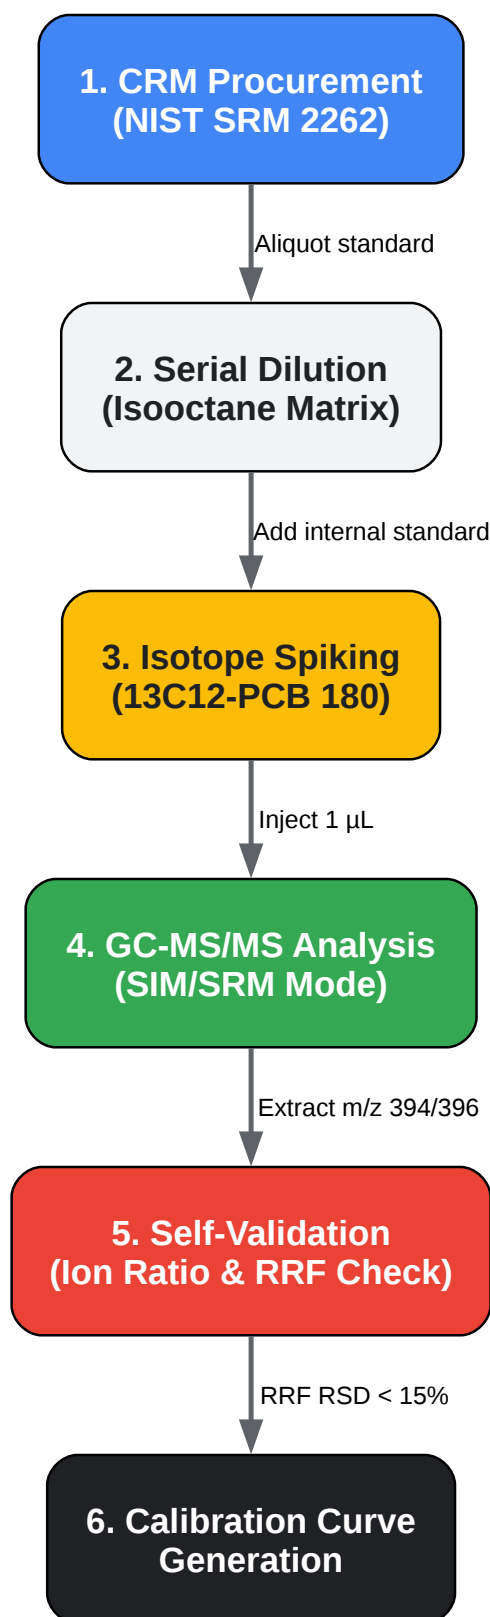 1. CRM Procurement
(NIST SRM 2262)
Aliquot standard
2. Serial Dilution
(Isooctane Matrix)
Add internal standard
3. Isotope Spiking
(13C12-PCB 180)
Inject 1 µL
4. GC-MS/MS Analysis
(SIM/SRM Mode)
Extract m/z 394/396
5. Self-Validation
(Ion Ratio & RRF Check)
RRF RSD < 15%
6. Calibration Curve
Generation